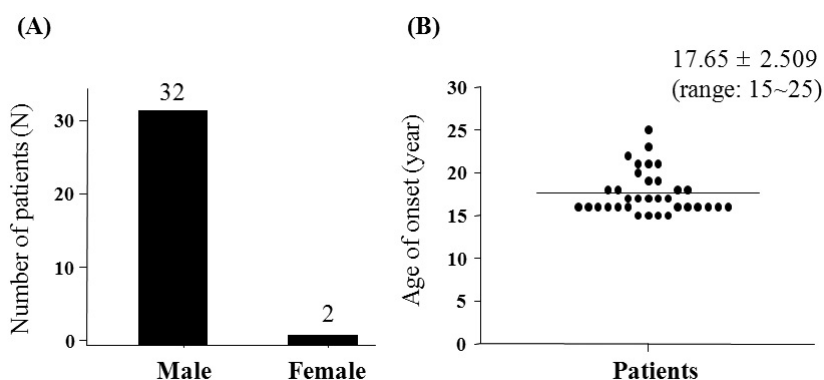 (A)
Number of patients (N)
30
20
10
0
32
2
Male
Female
(B)
17.65 ± 2.509
(range: 15~25)
Age of onset (year)
30
25
20
15
10
5
0
Patients